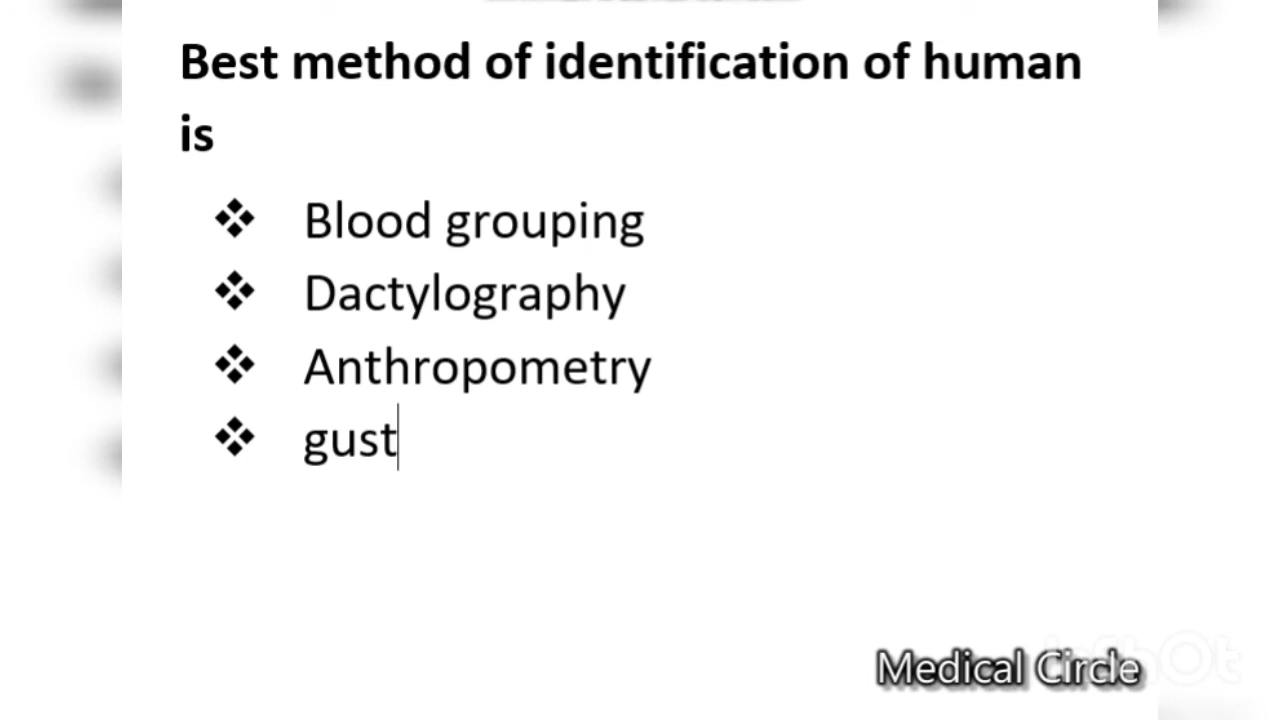 Best method of identification of human
is
❖ Blood grouping
❖ Dactylography
❖ Anthropometry
❖ gust
Medical Circle